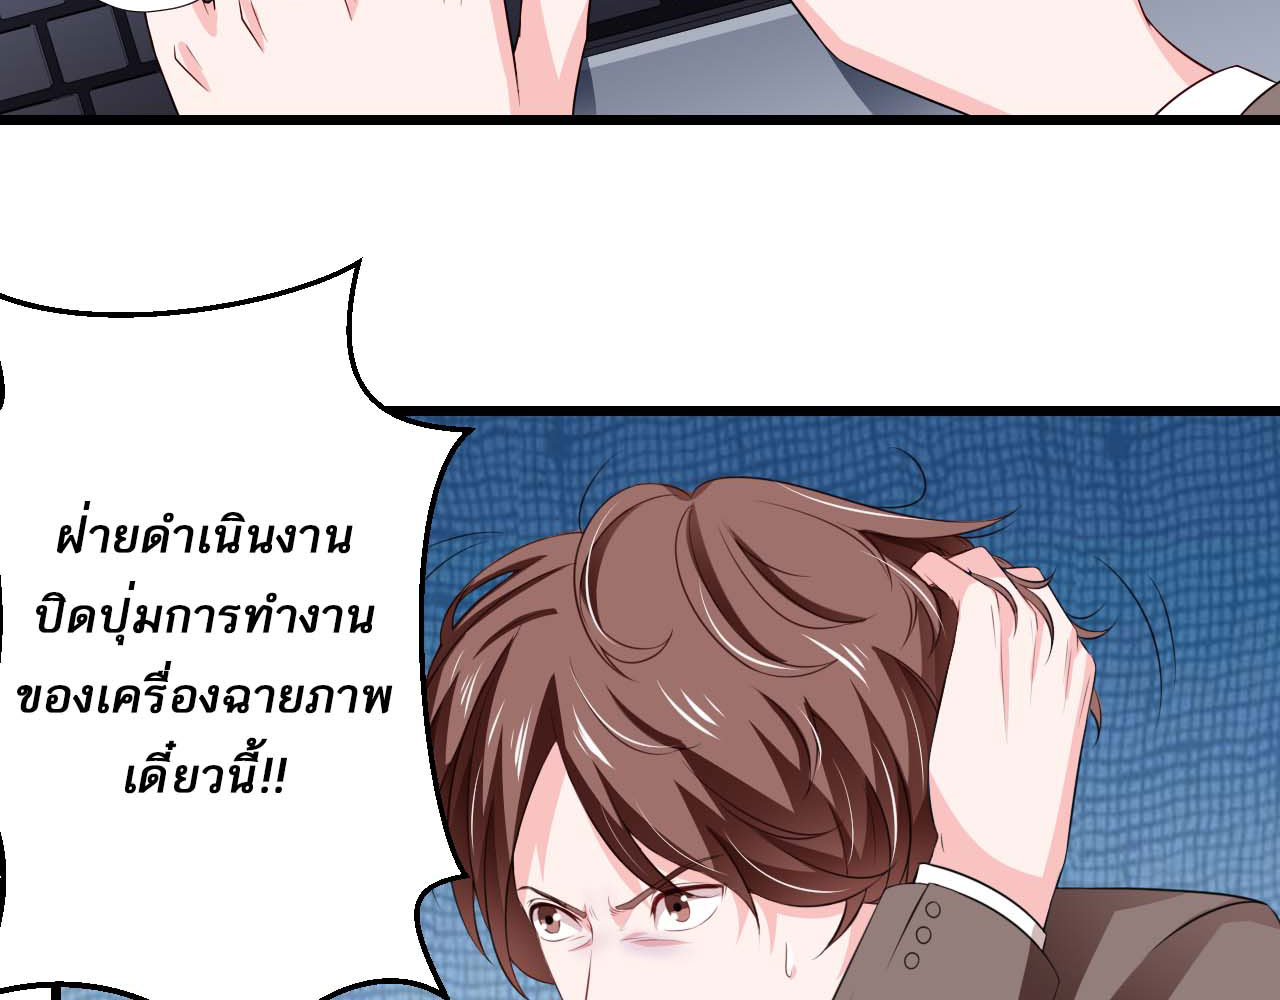 ฝ่ายดำเนินงาน
ปิดปุ่มการทำงาน
ของเครื่องฉายภาพ
เดี๋ยวนี้!!